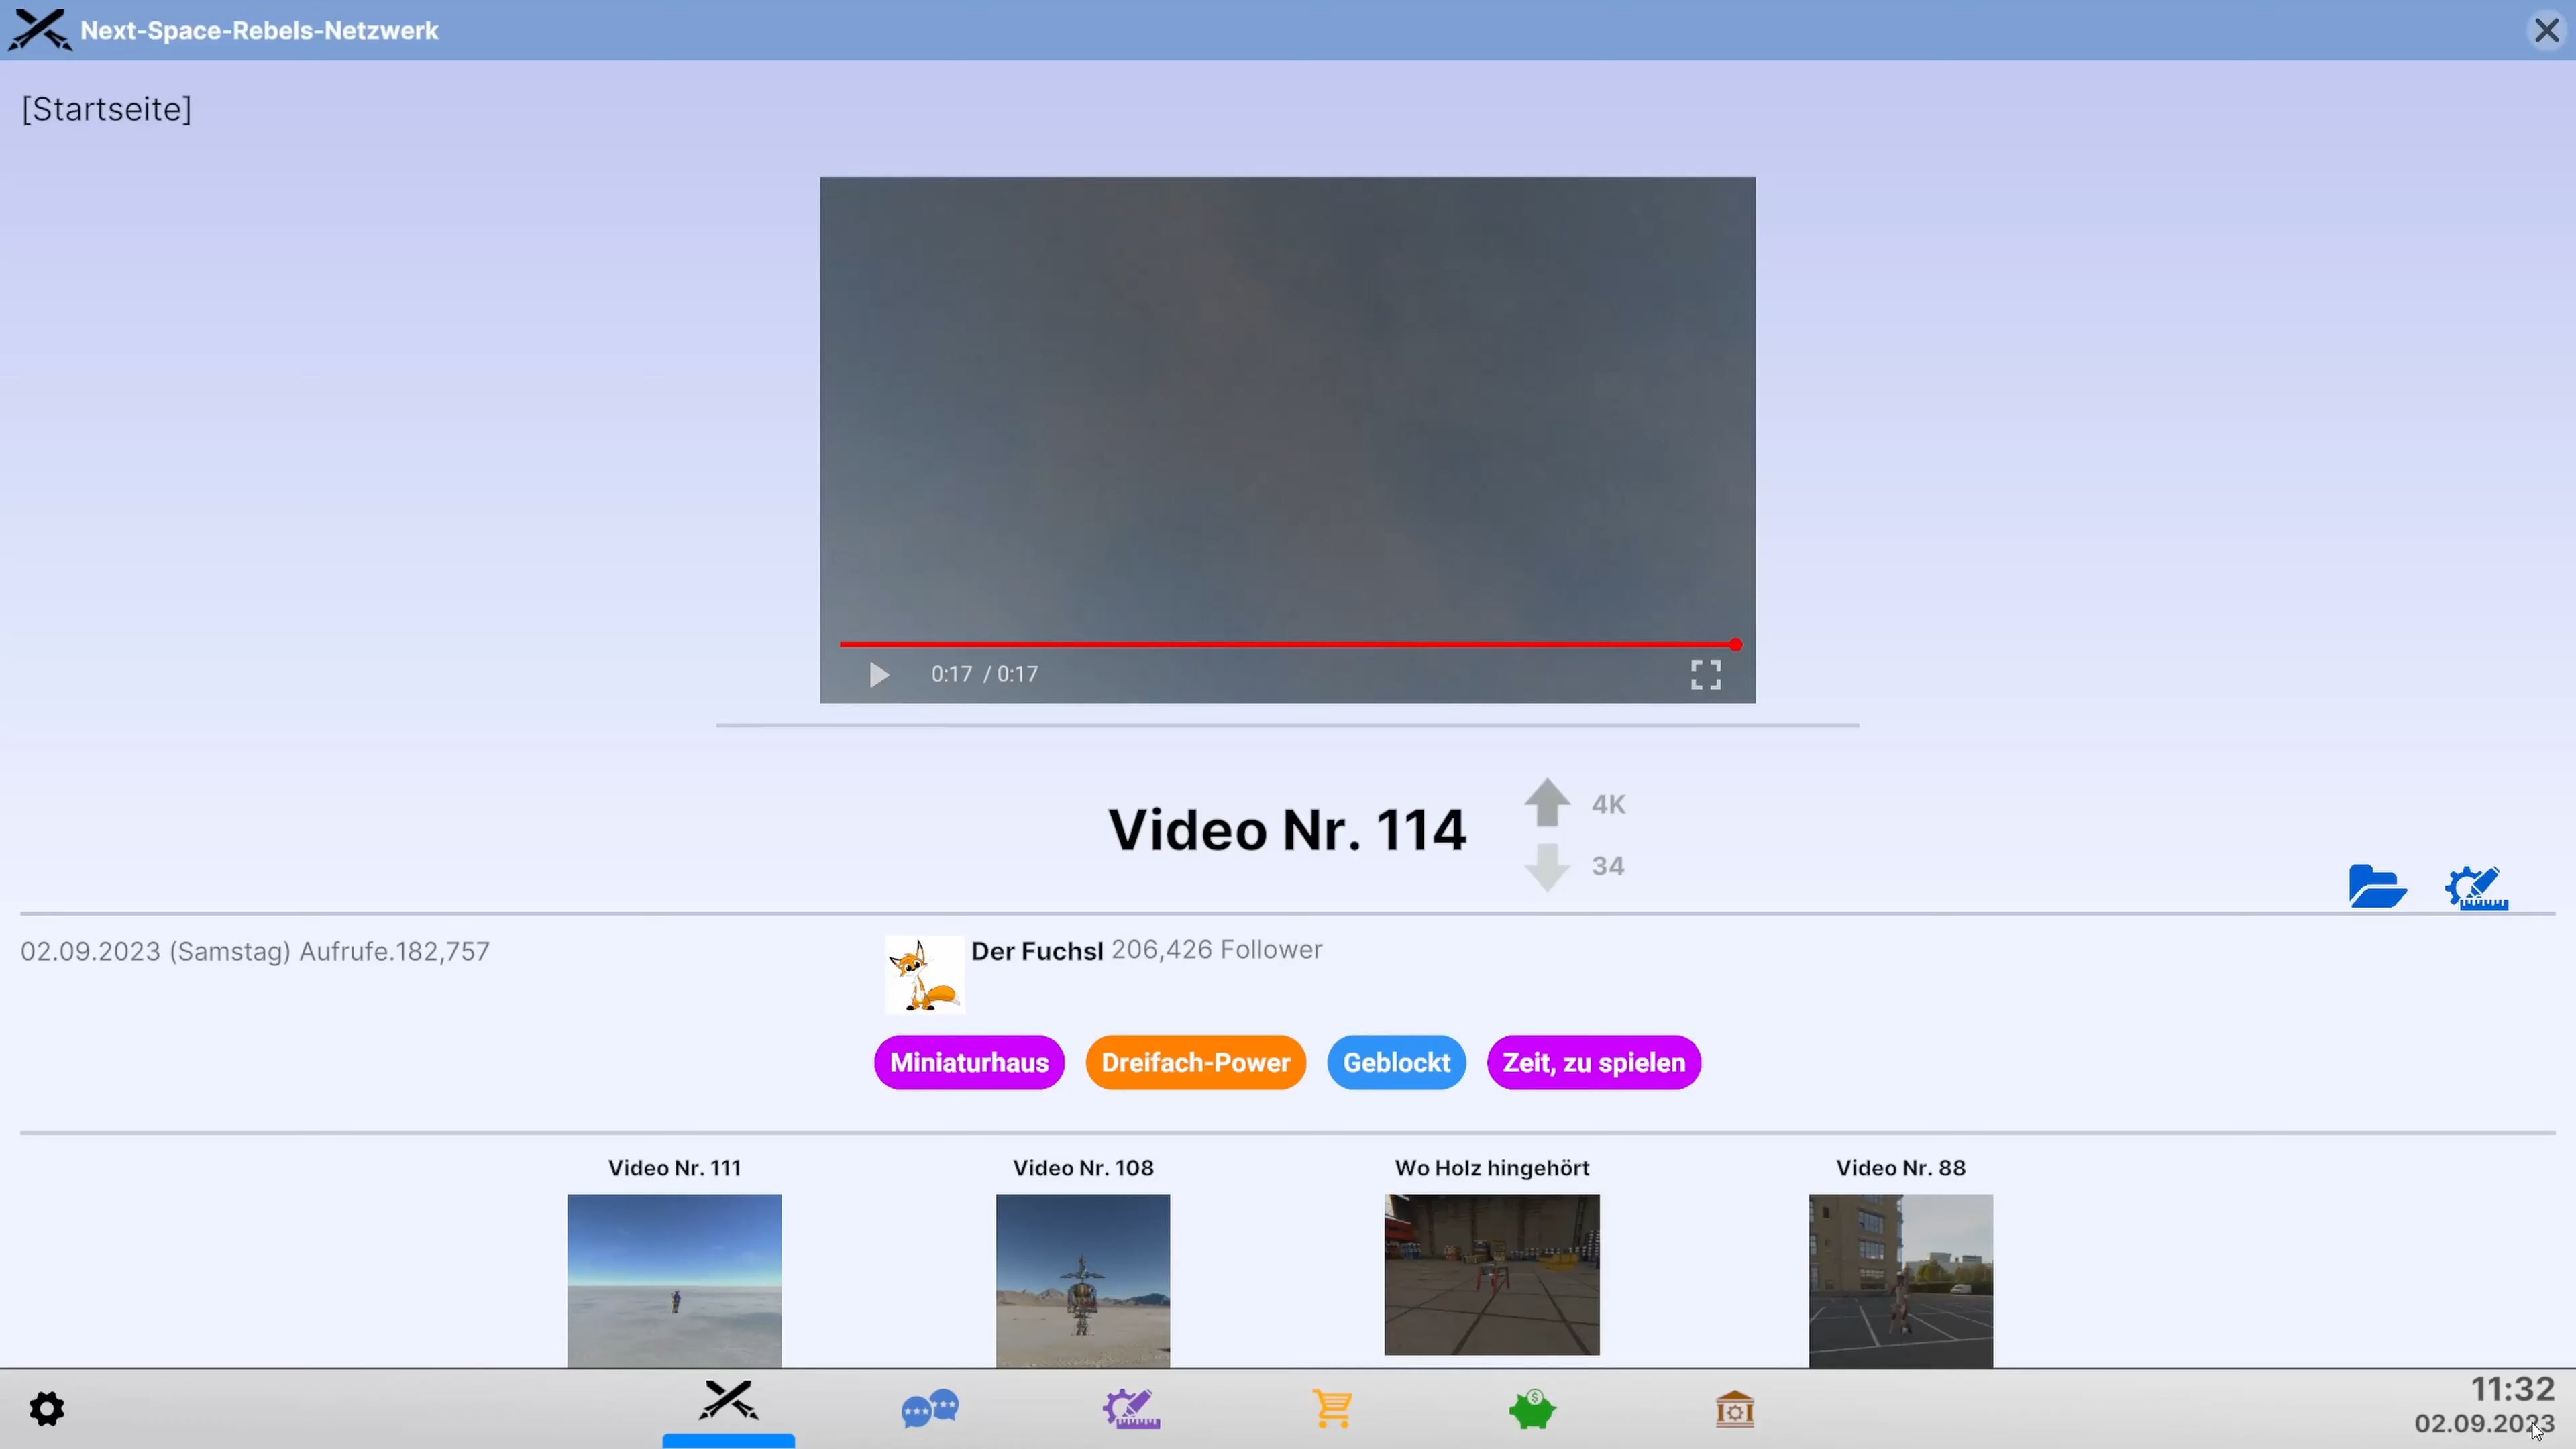 Next-Space-Rebels-Netzwerk
[Startseite]
0:17 / 0:17
Video Nr. 114
4K
34
02.09.2023 (Samstag) Aufrufe.182,757
Der Fuchsl 206,426 Follower
Miniaturhaus Dreifach-Power Geblockt Zeit, zu spielen
Video Nr. 111 Video Nr. 108 Wo Holz hingehört Video Nr. 88
11:32
02.09.2023